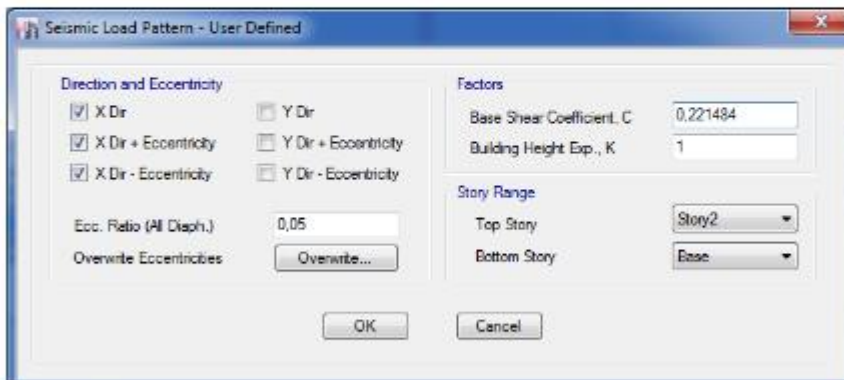 Seismic Load Pattern - User Defined
Direction and Eccentricity
X Dir
Y Dir
X Dir + Eccentricity
Y Dir + Eccentricity
X Dir - Eccentricity
Y Dir - Eccentricity
Ecc. Ratio (All Diaph.)
0,05
Overwrite Eccentricities
Overwrite...
Factors
Base Shear Coefficient, C
0,221484
Building Height Exp., K
1
Story Range
Top Story
Story2
Bottom Story
Base
OK
Cancel